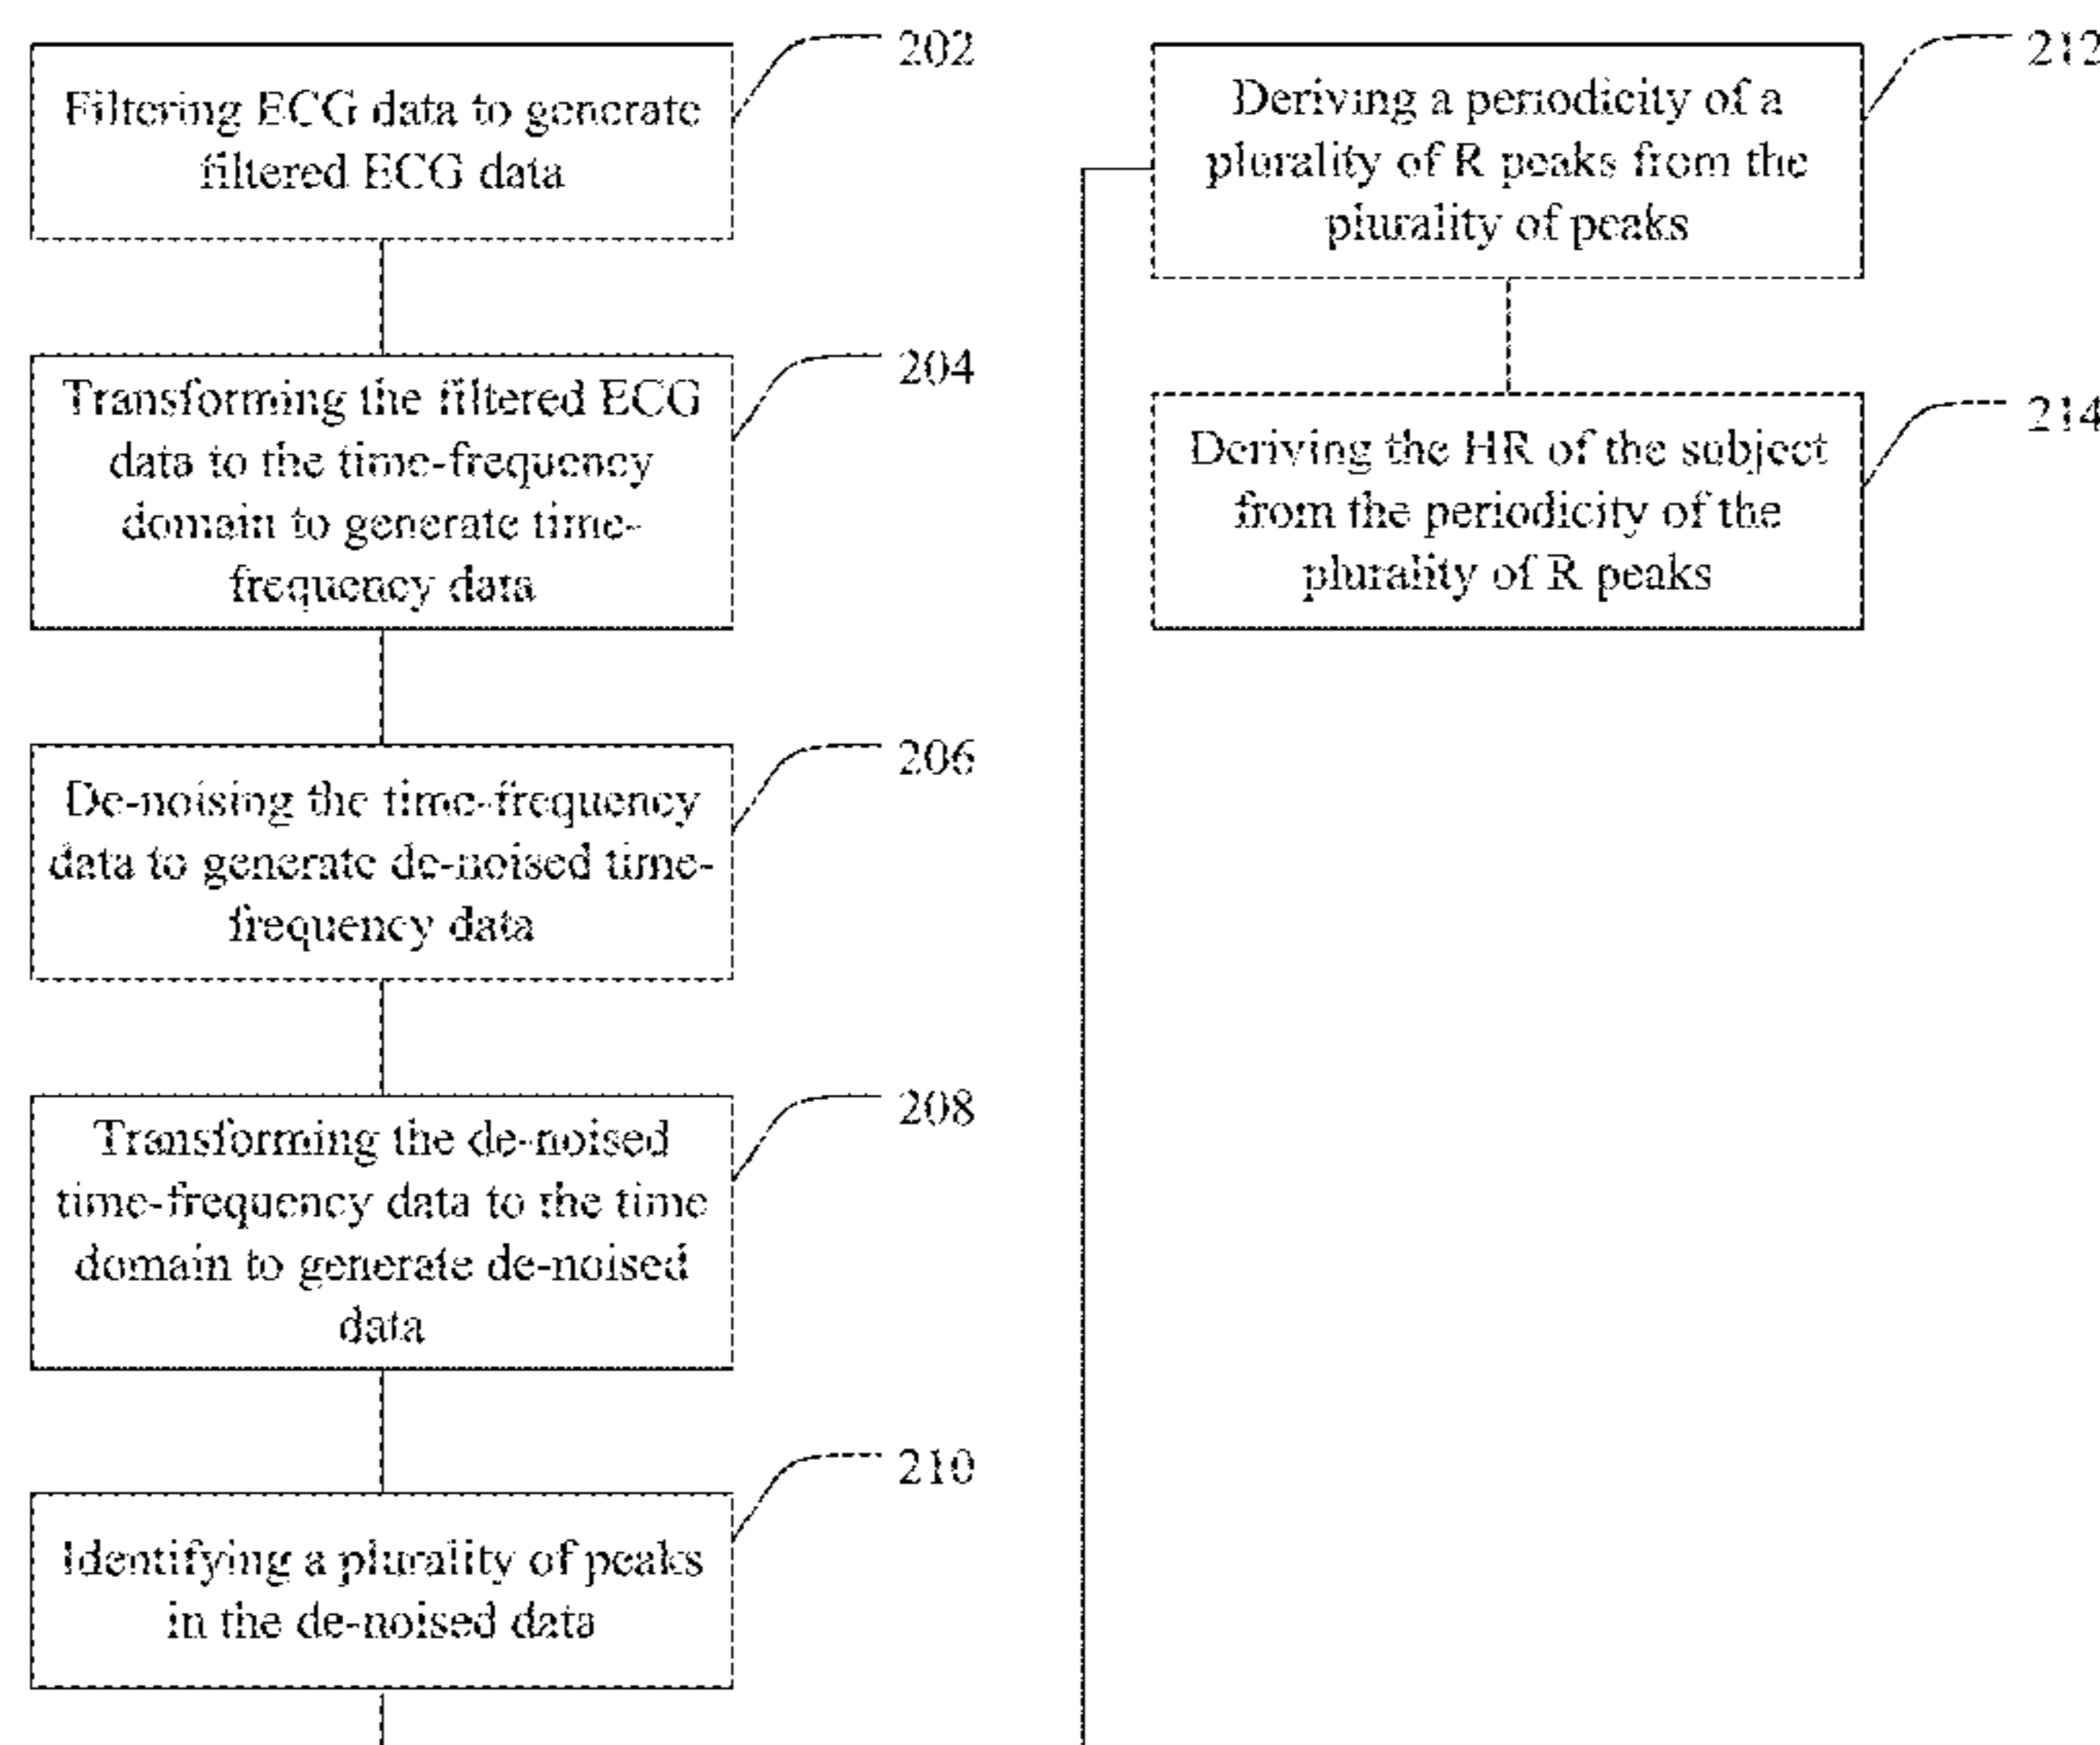 202
Filtering ECG data to generate
filtered ECG data
204
Transforming the filtered ECG
data to the time-frequency
domain to generate time-
frequency data
206
De-noising the time-frequency
data to generate de-noised time-
frequency data
208
Transforming the de-noised
time-frequency data to the time
domain to generate de-noised
data
210
Identifying a plurality of peaks
in the de-noised data
212
Deriving a periodicity of a
plurality of R peaks from the
plurality of peaks
214
Deriving the HR of the subject
from the periodicity of the
plurality of R peaks